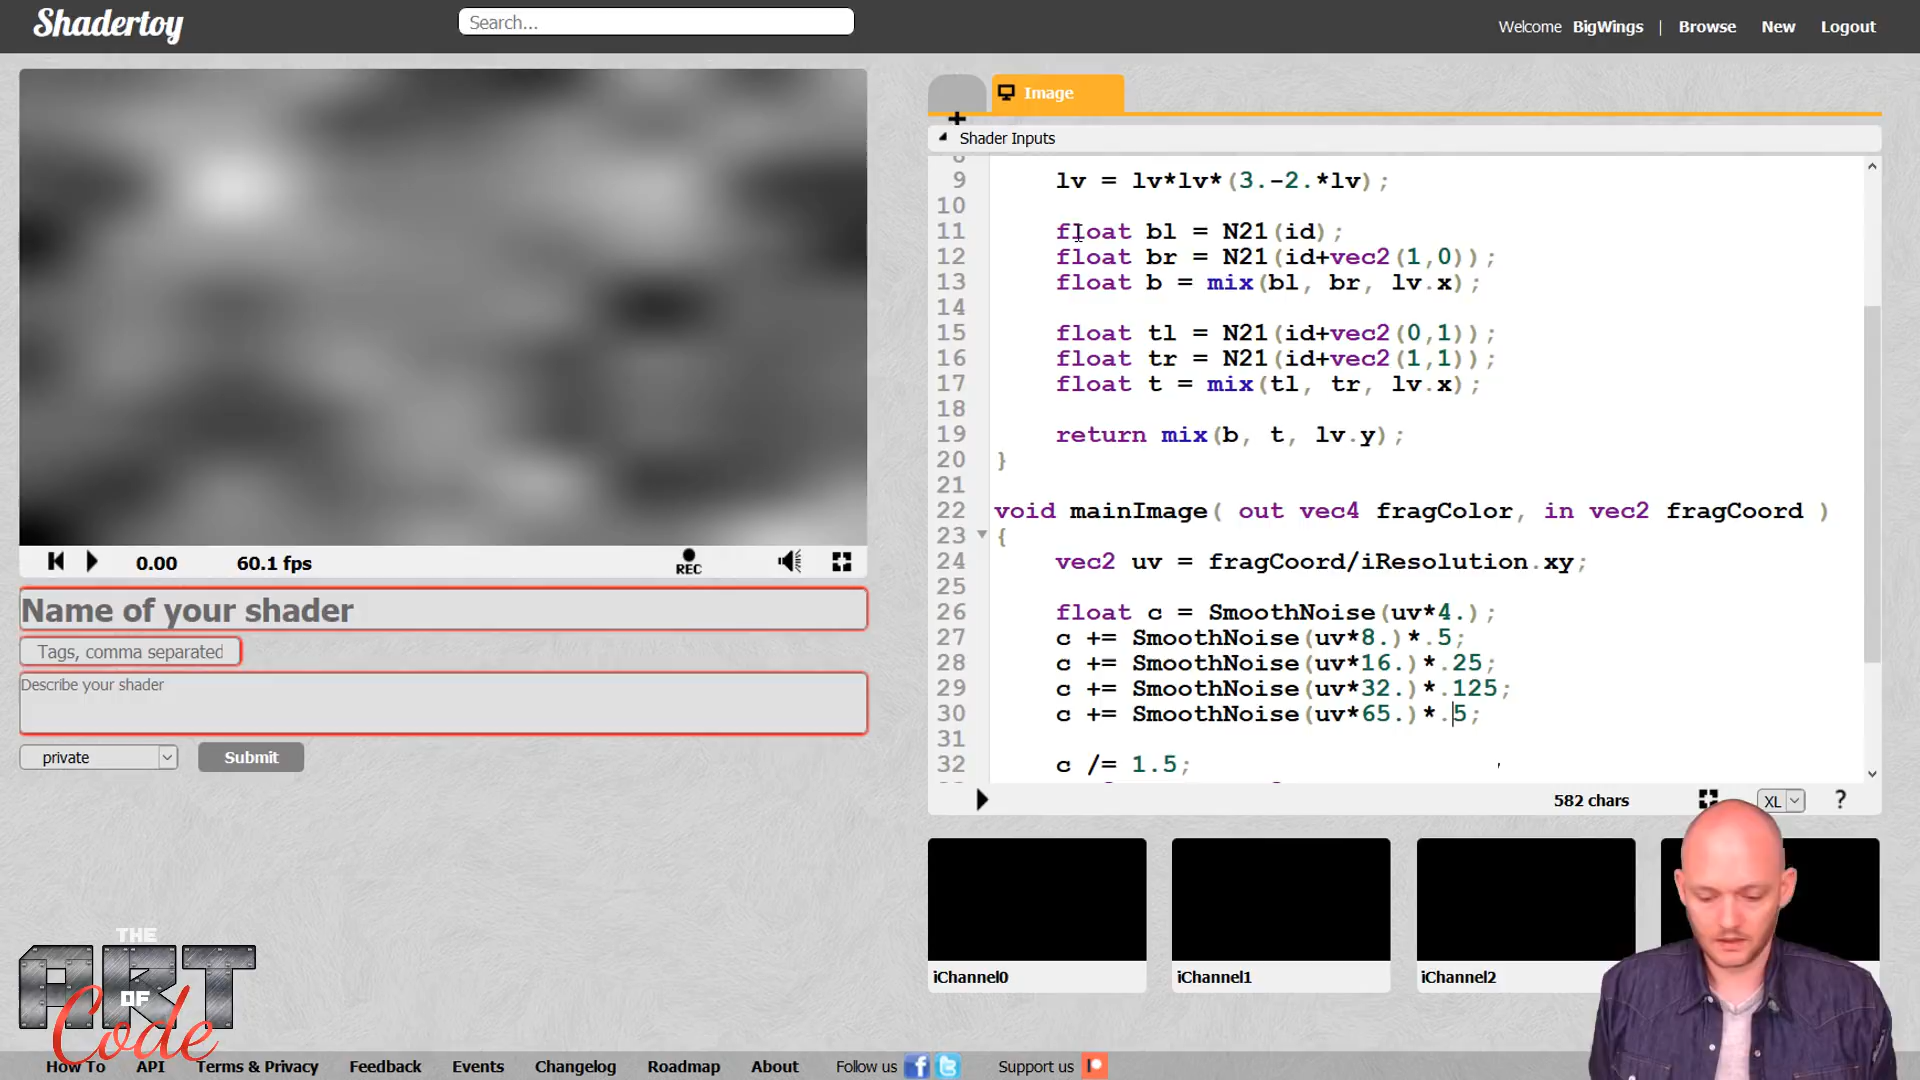 Shadertoy
Search...
Welcome BigWings | Browse New Logout
Image
Shader Inputs
9 lv = lv*lv*(3.-2.*lv);
10
11 float bl = N21(id);
12 float br = N21(id+vec2(1,0));
13 float b = mix(bl, br, lv.x);
14
15 float tl = N21(id+vec2(0,1));
16 float tr = N21(id+vec2(1,1));
17 float t = mix(tl, tr, lv.x);
18
19 return mix(b, t, lv.y);
20 }
21
22 void mainImage( out vec4 fragColor, in vec2 fragCoord )
23 {
24 vec2 uv = fragCoord/iResolution.xy;
25
26 float c = SmoothNoise(uv*4.);
27 c += SmoothNoise(uv*8.)*.5;
28 c += SmoothNoise(uv*16.)*.25;
29 c += SmoothNoise(uv*32.)*.125;
30 c += SmoothNoise(uv*65.)*.5;
31
32 c /= 1.5;
582 chars
XL
?
0.00
60.1 fps
REC
Name of your shader
Tags, comma separated
Describe your shader
private
Submit
iChannel0
iChannel1
iChannel2
THE
ART
OF
Code
How To
API
Terms & Privacy
Feedback
Events
Changelog
Roadmap
About
Follow us
Support us